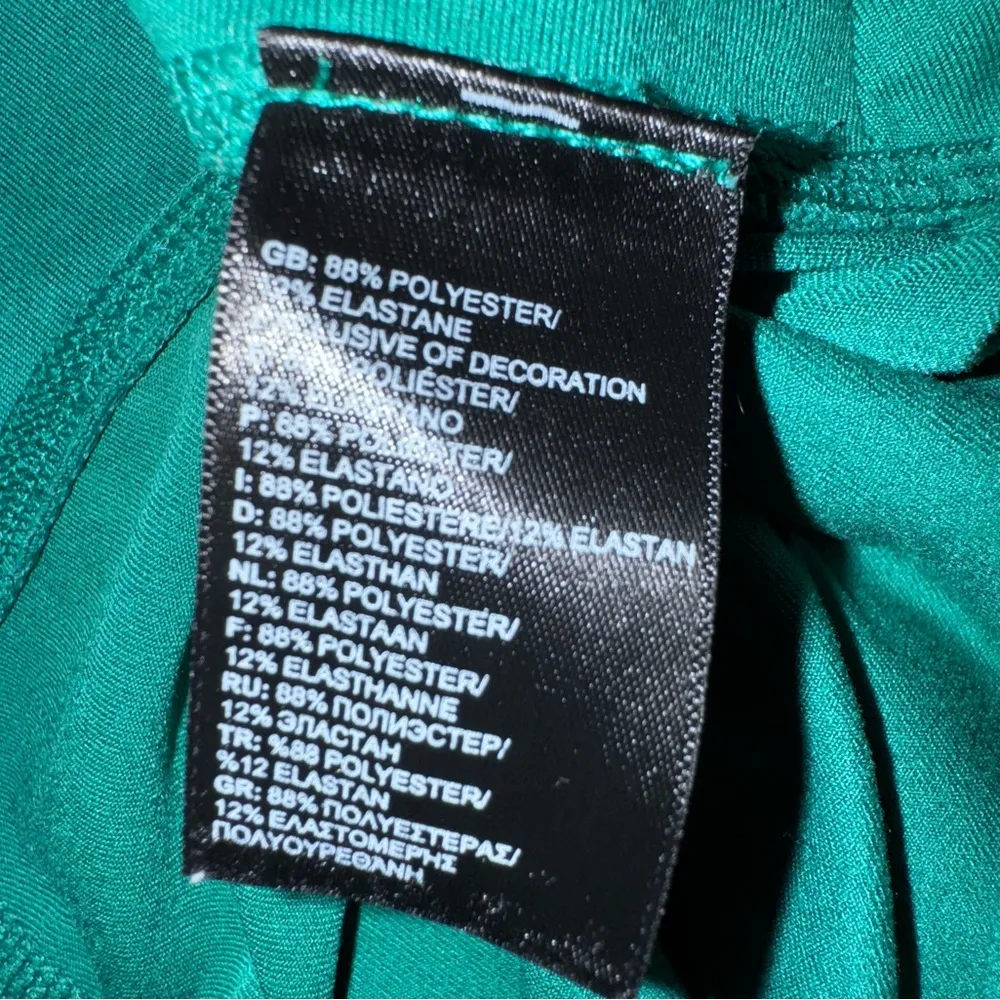 GB: 88% POLYESTER/
12% ELASTANE
EXCLUSIVE OF DECORATION
POLIÉSTER/
12% ELASTANO
P: 88% POLIÉSTER/
12% ELASTANO
I: 88% POLIESTERE/12% ELASTAN
D: 88% POLYESTER/
12% ELASTHAN
NL: 88% POLYESTER/
12% ELASTAAN
F: 88% POLYESTER/
12% ELASTHANNE
RU: 88% ПОЛИЭСТЕР/
12% ЭЛАСТАН
TR: %88 POLYESTER/
%12 ELASTAN
GR: 88% ΠΟΛΥΕΣΤΕΡΑΣ/
12% ΕΛΑΣΤΟΜΕΡΗΣ
ΠΟΛΥΟΥΡΕΘΑΝΗ